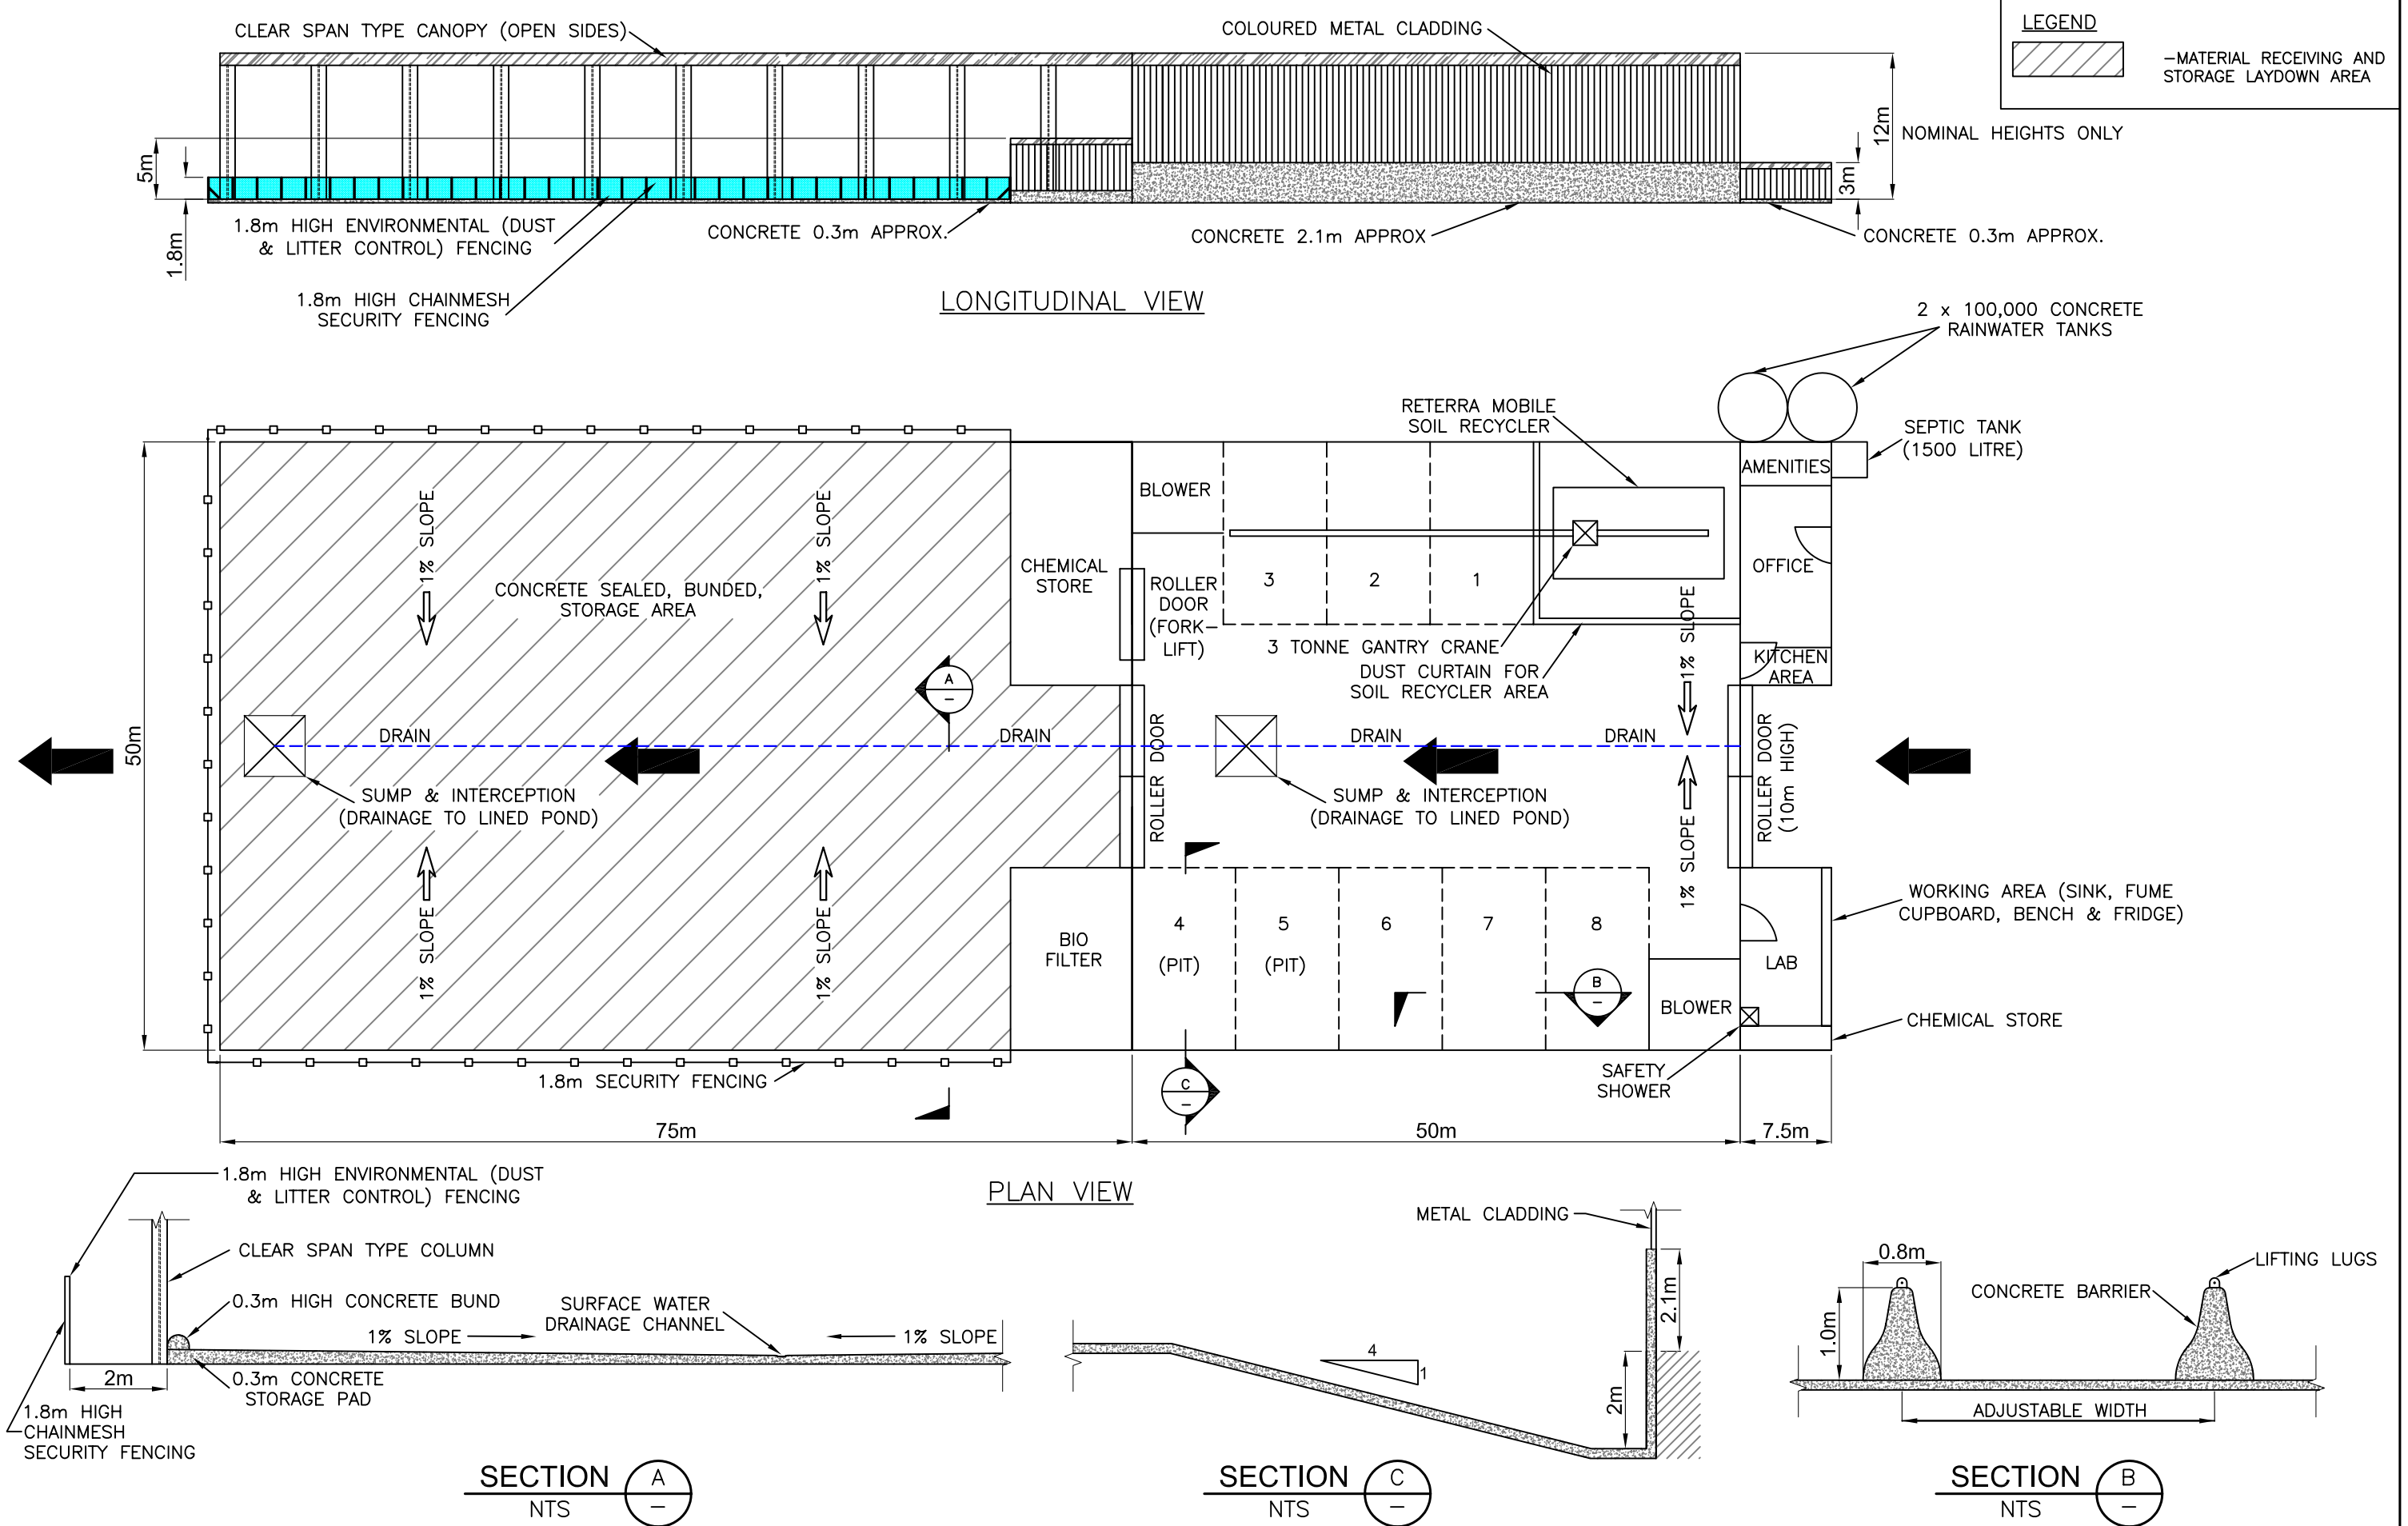 LEGEND
-MATERIAL RECEIVING AND
STORAGE LAYDOWN AREA
CLEAR SPAN TYPE CANOPY (OPEN SIDES)
COLOURED METAL CLADDING
5m
1.8m
12m
3m
NOMINAL HEIGHTS ONLY
1.8m HIGH ENVIRONMENTAL (DUST
& LITTER CONTROL) FENCING
CONCRETE 0.3m APPROX.
CONCRETE 2.1m APPROX
CONCRETE 0.3m APPROX.
1.8m HIGH CHAINMESH
SECURITY FENCING
LONGITUDINAL VIEW
2 x 100,000 CONCRETE
RAINWATER TANKS
RETERRA MOBILE
SOIL RECYCLER
SEPTIC TANK
(1500 LITRE)
AMENITIES
BLOWER
1% SLOPE
1% SLOPE
CONCRETE SEALED, BUNDED,
STORAGE AREA
CHEMICAL
STORE
ROLLER
DOOR
(FORK-
LIFT)
3
2
1
OFFICE
1% SLOPE
3 TONNE GANTRY CRANE
DUST CURTAIN FOR
SOIL RECYCLER AREA
KITCHEN
AREA
A
-
50m
DRAIN
DRAIN
DRAIN
DRAIN
ROLLER DOOR
ROLLER DOOR
(10m HIGH)
SUMP & INTERCEPTION
(DRAINAGE TO LINED POND)
SUMP & INTERCEPTION
(DRAINAGE TO LINED POND)
1% SLOPE
1% SLOPE
1% SLOPE
BIO
FILTER
4
(PIT)
5
(PIT)
6
7
8
B
-
BLOWER
LAB
WORKING AREA (SINK, FUME
CUPBOARD, BENCH & FRIDGE)
CHEMICAL STORE
SAFETY
SHOWER
1.8m SECURITY FENCING
C
-
75m
50m
7.5m
PLAN VIEW
1.8m HIGH ENVIRONMENTAL (DUST
& LITTER CONTROL) FENCING
CLEAR SPAN TYPE COLUMN
0.3m HIGH CONCRETE BUND
SURFACE WATER
DRAINAGE CHANNEL
1% SLOPE
1% SLOPE
2m
0.3m CONCRETE
STORAGE PAD
1.8m HIGH
CHAINMESH
SECURITY FENCING
SECTION A
NTS -
METAL CLADDING
2.1m
4
1
2m
SECTION C
NTS -
0.8m
LIFTING LUGS
CONCRETE BARRIER
1.0m
ADJUSTABLE WIDTH
SECTION B
NTS -